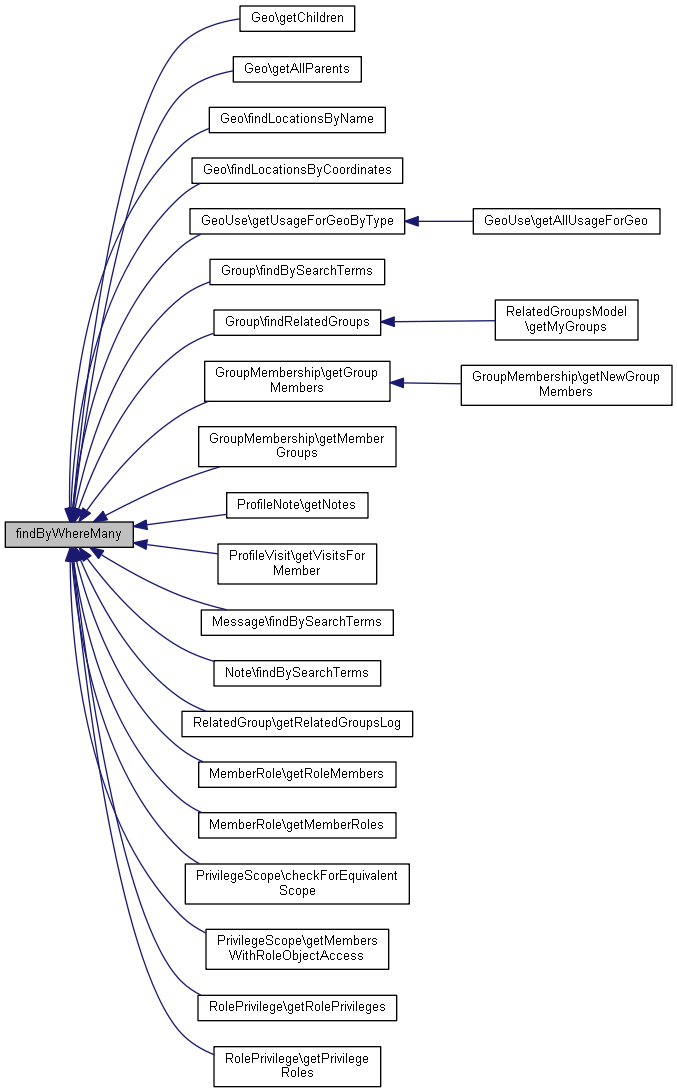 Geo\getChildren
Geo\getAllParents
Geo\findLocationsByName
Geo\findLocationsByCoordinates
GeoUse\getUsageForGeoByType
GeoUse\getAllUsageForGeo
Group\findBySearchTerms
Group\findRelatedGroups
RelatedGroupsModel
\getMyGroups
GroupMembership\getGroup
Members
GroupMembership\getNewGroup
Members
GroupMembership\getMember
Groups
ProfileNote\getNotes
findByWhereMany
ProfileVisit\getVisitsFor
Member
Message\findBySearchTerms
Note\findBySearchTerms
RelatedGroup\getRelatedGroupsLog
MemberRole\getRoleMembers
MemberRole\getMemberRoles
PrivilegeScope\checkForEquivalent
Scope
PrivilegeScope\getMembers
WithRoleObjectAccess
RolePrivilege\getRolePrivileges
RolePrivilege\getPrivilege
Roles